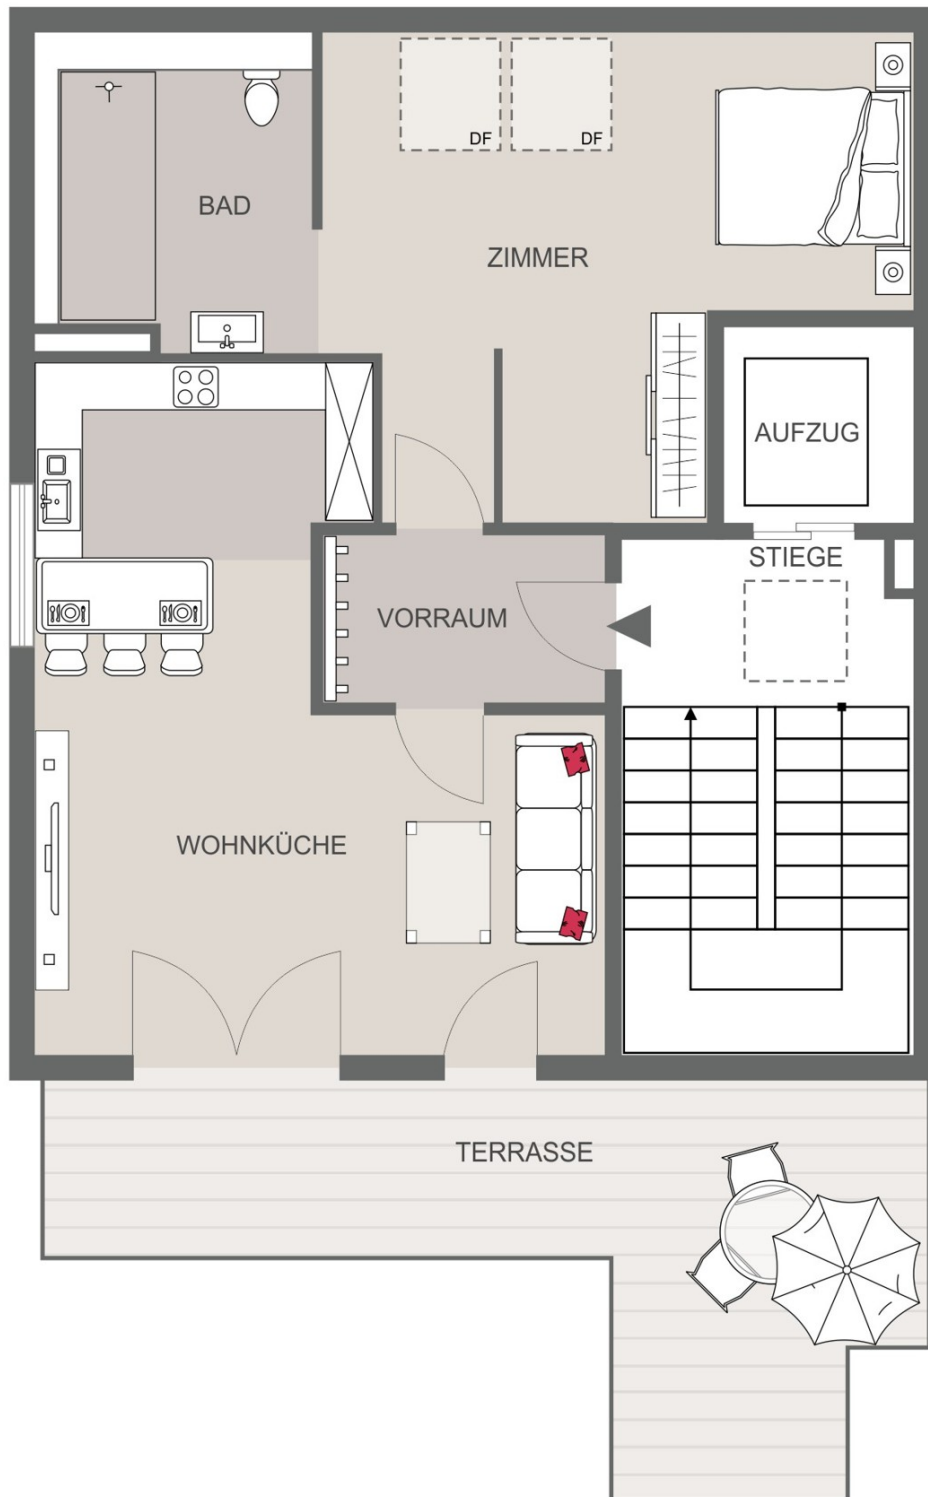 DF
DF
BAD
ZIMMER
AUFZUG
STIEGE
VORRAUM
WOHNKÜCHE
TERRASSE